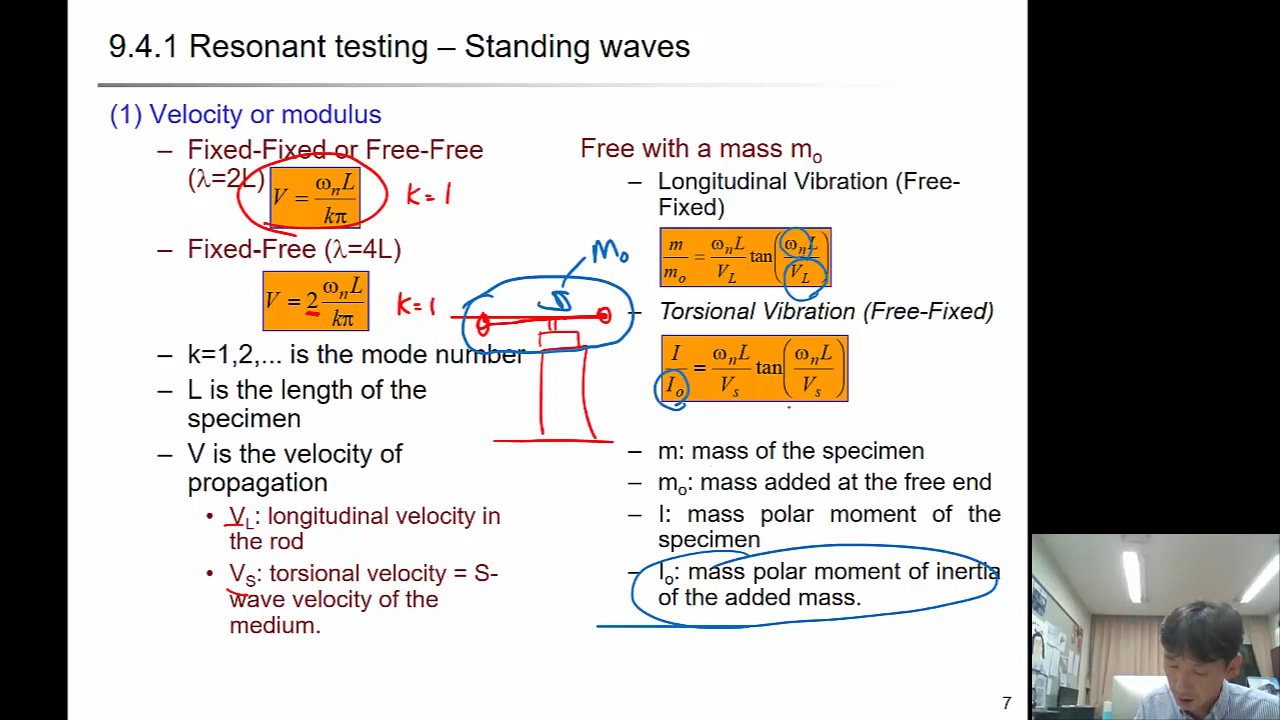 9.4.1 Resonant testing – Standing waves
(1) Velocity or modulus
– Fixed-Fixed or Free-Free
(λ=2L)
V = ωnL / kπ
K=1
– Fixed-Free (λ=4L)
V = 2 ωnL / kπ
K=1
– k=1,2,... is the mode number
– L is the length of the
specimen
– V is the velocity of
propagation
• VL: longitudinal velocity in
the rod
• VS: torsional velocity = S-
wave velocity of the
medium.
Mo
Free with a mass mo
– Longitudinal Vibration (Free-
Fixed)
m/mo = ωnL/VL tan(ωnL/VL)
– Torsional Vibration (Free-Fixed)
I/Io = ωnL/Vs tan(ωnL/Vs)
– m: mass of the specimen
– mo: mass added at the free end
– I: mass polar moment of the
specimen
– Io: mass polar moment of inertia
of the added mass.
7